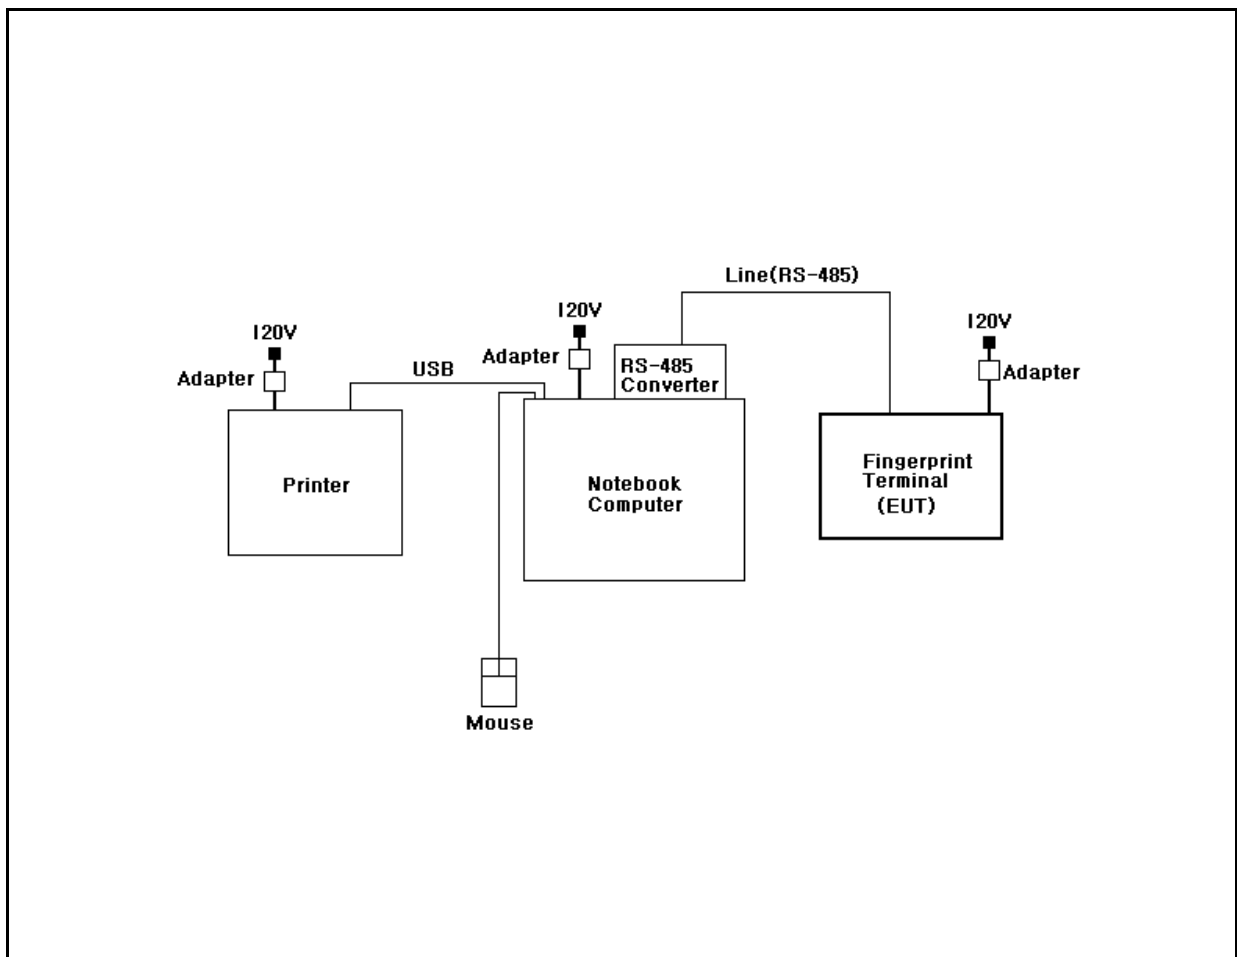 Line(RS-485)
120V
120V
120V
Adapter
USB
Adapter
RS-485
Converter
Adapter
Printer
Notebook
Computer
Fingerprint
Terminal
(EUT)
Mouse